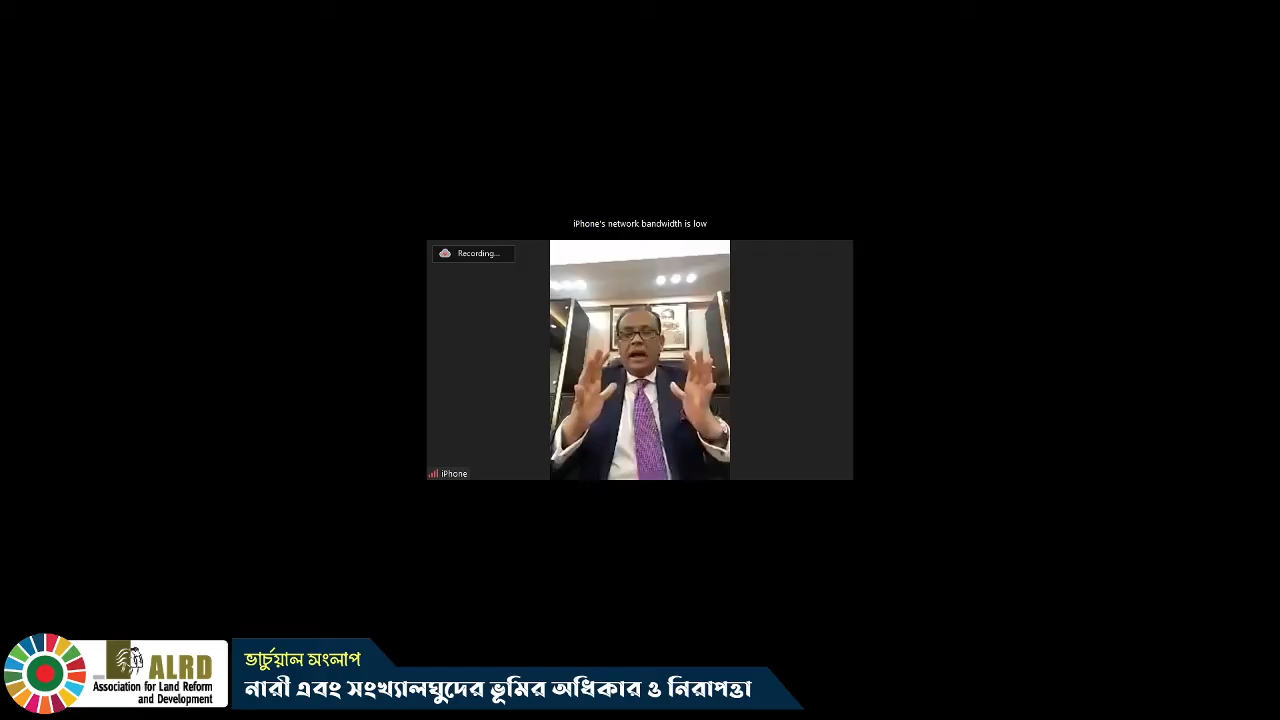 iPhone's network bandwidth is low
Recording...
iPhone
ALRD
Association for Land Reform
and Development
ভার্চুয়াল সংলাপ
নারী এবং সংখ্যালঘুদের ভূমির অধিকার ও নিরাপত্তা